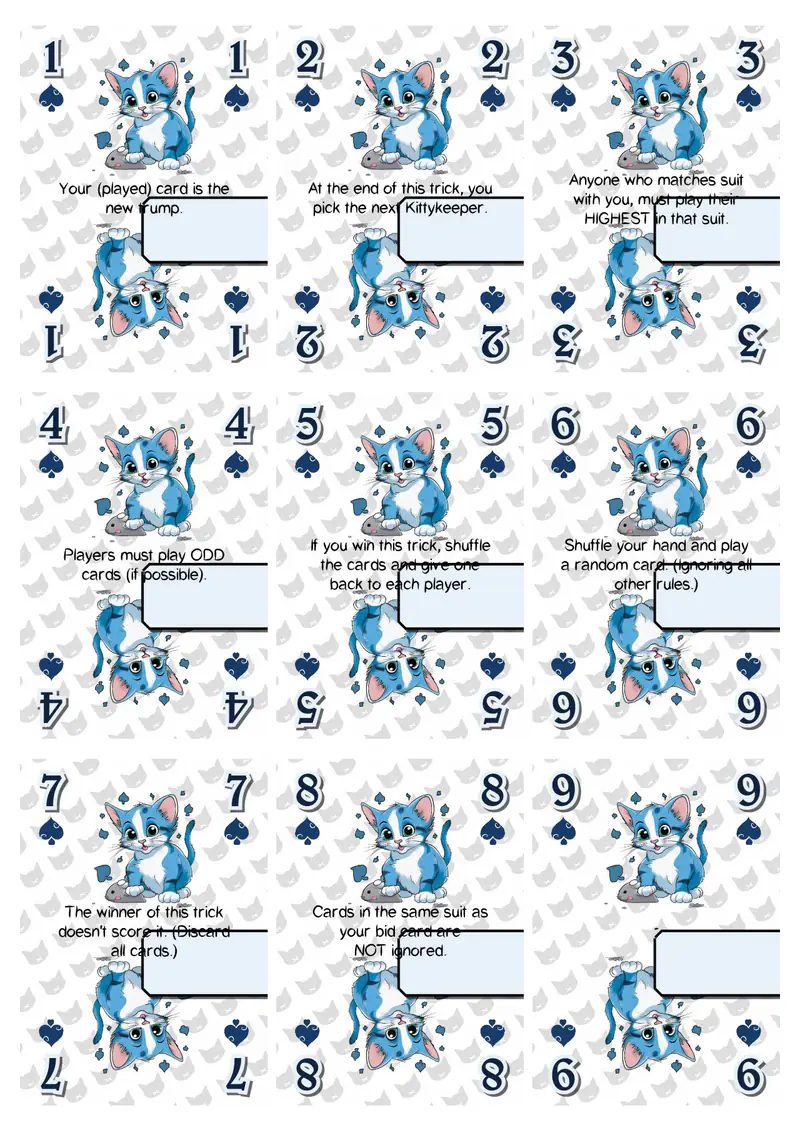 1 1
Your (played) card is the
new trump.
1 1
2 2
At the end of this trick, you
pick the next Kittykeeper.
2 2
3 3
Anyone who matches suit
with you, must play their
HIGHEST in that suit.
3 3
4 4
Players must play ODD
cards (if possible).
4 4
5 5
If you win this trick, shuffle
the cards and give one
back to each player.
5 5
6 6
Shuffle your hand and play
a random card. (Ignoring all
other rules.)
6 6
7 7
The winner of this trick
doesn't score it. (Discard
all cards.)
7 7
8 8
Cards in the same suit as
your bid card are
NOT ignored.
8 8
9 9
9 9